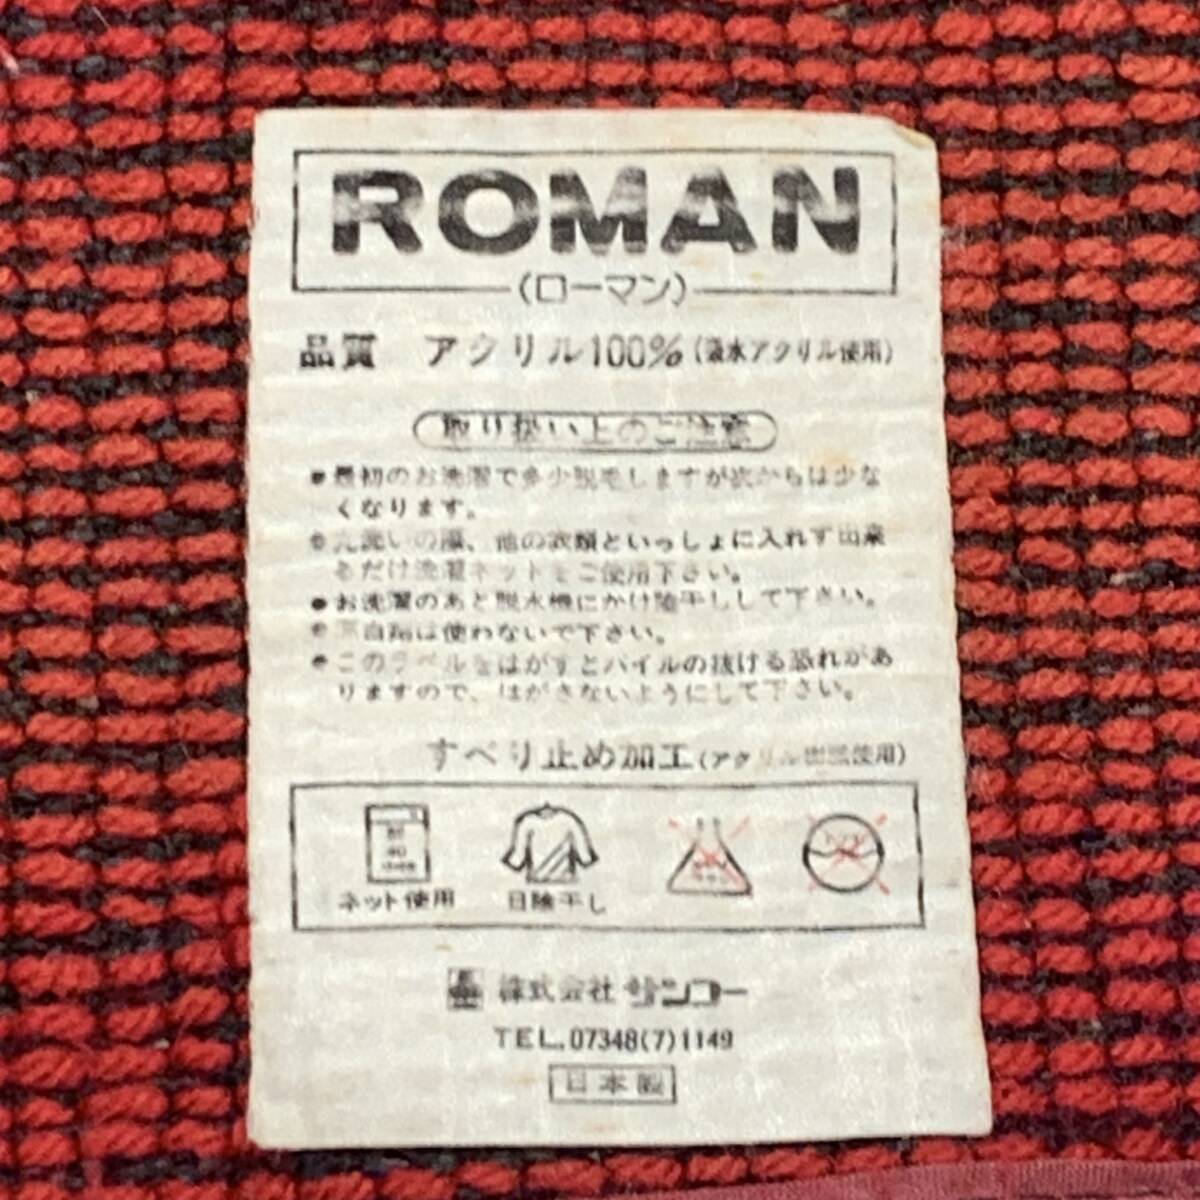 ROMAN
(ローマン)
品質 アクリル100%(吸水アクリル使用)
取り扱い上のご注意
●最初のお洗濯で多少脱毛しますが次からは少な
くなります。
●丸洗いの際、他の衣類といっしょに入れず出来
るだけ洗濯ネットをご使用下さい。
●お洗濯のあと脱水機にかけ陰干しして下さい。
●漂白剤は使わないで下さい。
●このラベルをはがすとパイルの抜ける恐れがあ
りますので、はがさないようにして下さい。
すべり止め加工(アクリル樹脂使用)
40
ネット使用 日陰干し
株式会社サンコー
TEL.07348(7)1149
日本製